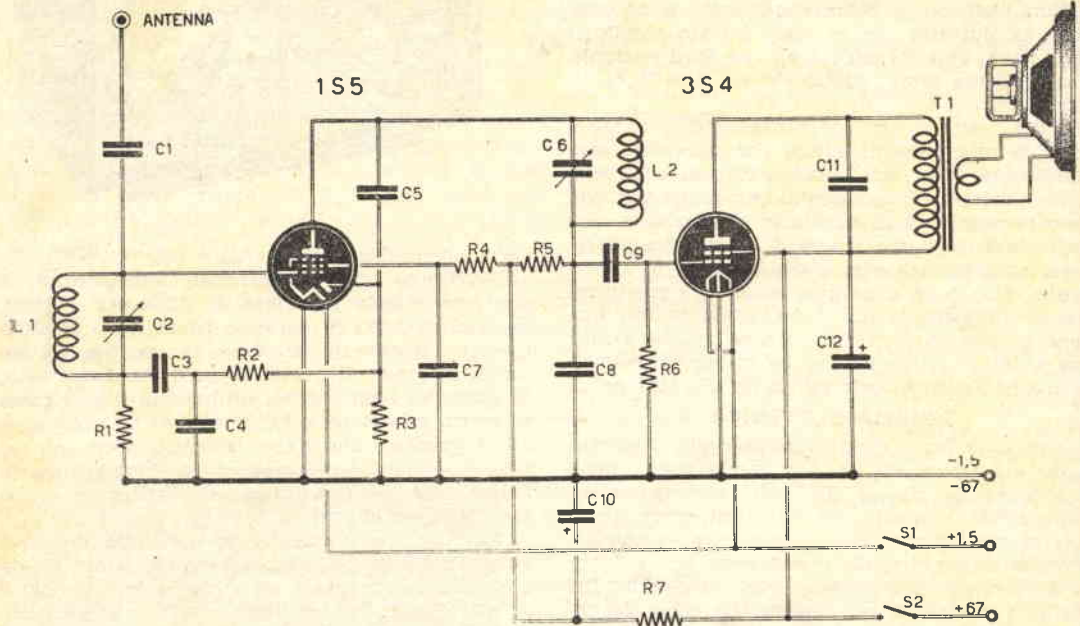 ANTENNA
1S5
3S4
T1
C1
C5
C6
L2
C11
R4
R5
C9
L1
C2
C3
R2
R1
C4
R3
C7
C8
R6
C12
+
-1,5
-67
C10
+
S1
+1,5
R7
S2
+67